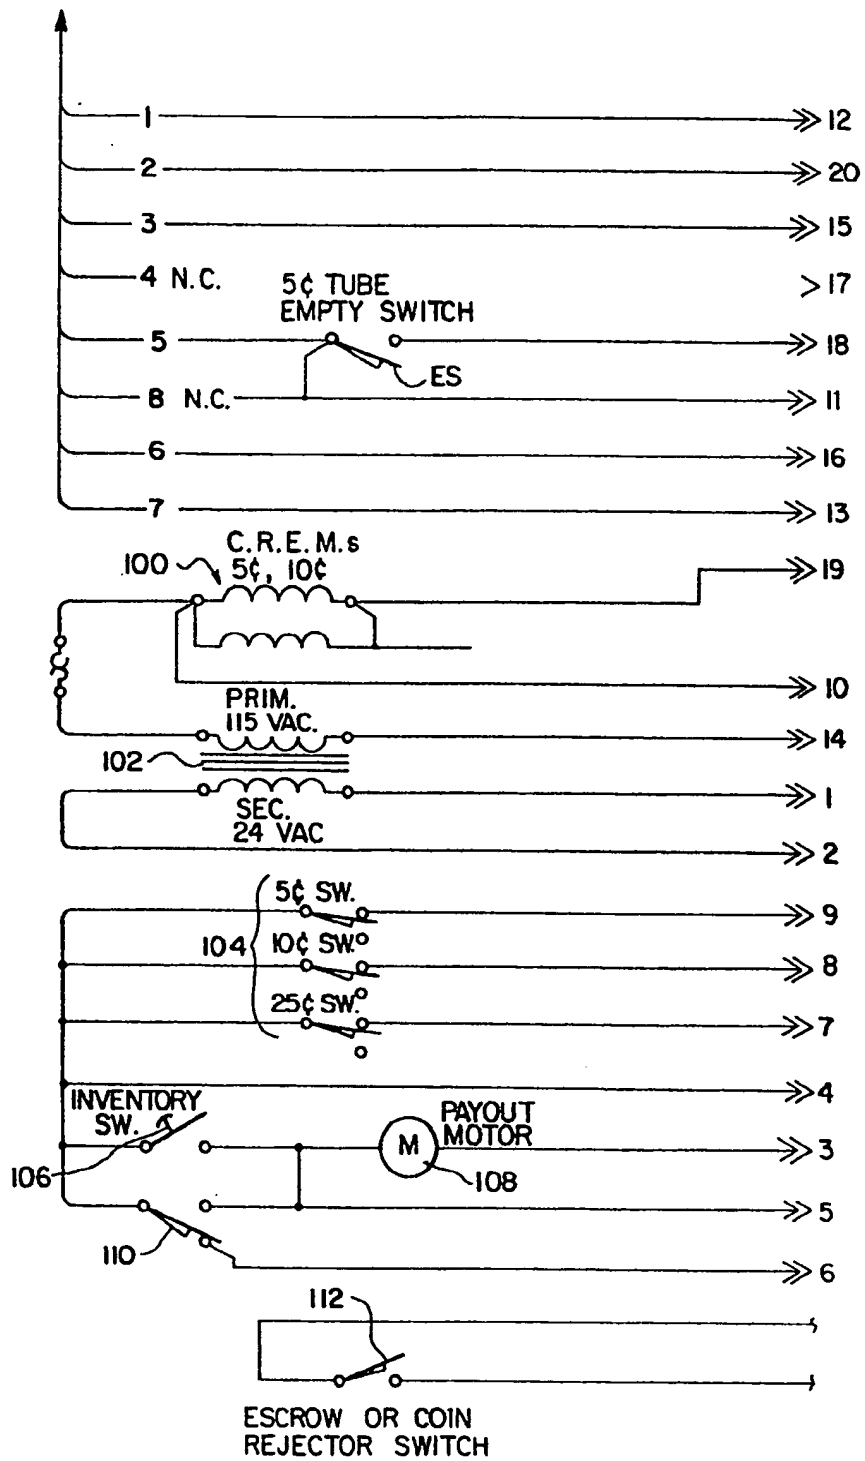 1 12
2 20
3 15
4 N.C. 17
5¢ TUBE
EMPTY SWITCH
5 18
ES
8 N.C. 11
6 16
7 13
C.R.E.M.s
100 5¢, 10¢ 19
10
PRIM.
115 VAC. 14
102
1
SEC.
24 VAC 2
5¢ SW. 9
104 10¢ SW. 8
25¢ SW. 7
4
INVENTORY
SW.
PAYOUT
MOTOR
M 3
106 108
5
110 6
112
ESCROW OR COIN
REJECTOR SWITCH